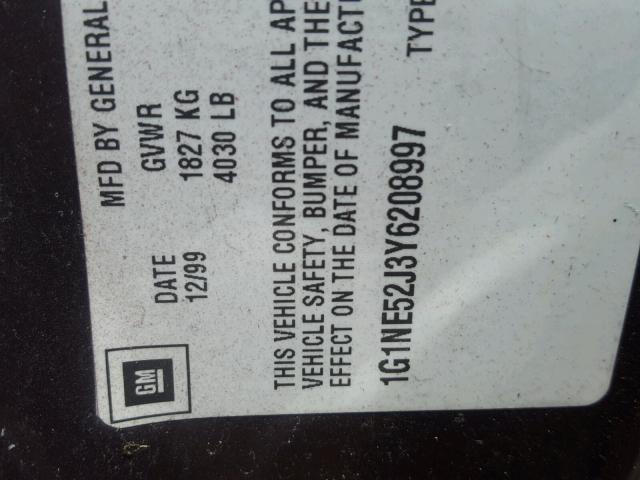 MFD BY GENERAL
DATE GVWR
12/99 1827 KG
4030 LB
THIS VEHICLE CONFORMS TO ALL AP
VEHICLE SAFETY, BUMPER, AND THE
EFFECT ON THE DATE OF MANUFACT
1G1NE52J3Y6208997 TYPE
GM